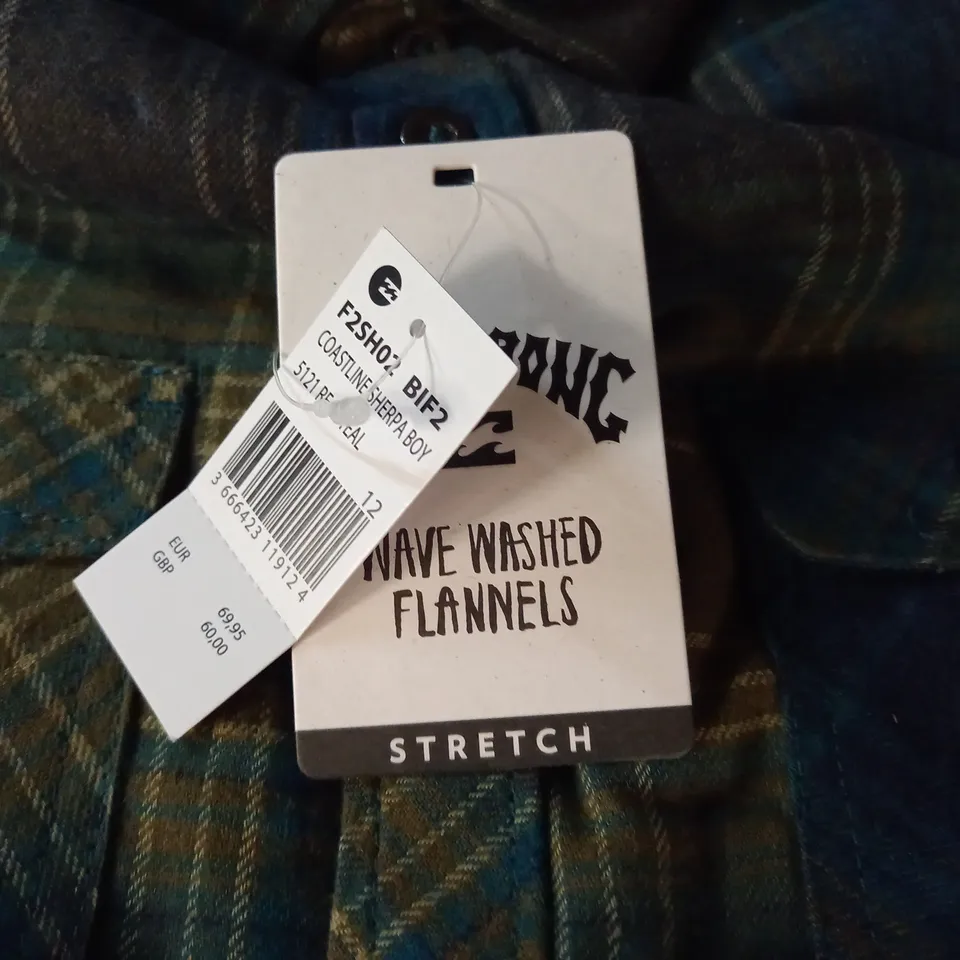 F2SH02 BIF2
COASTLINE SHERPA BOY
5121
12
3 666423 119124
EUR 69,95
GBP 60,00
WAVE WASHED
FLANNELS
STRETCH